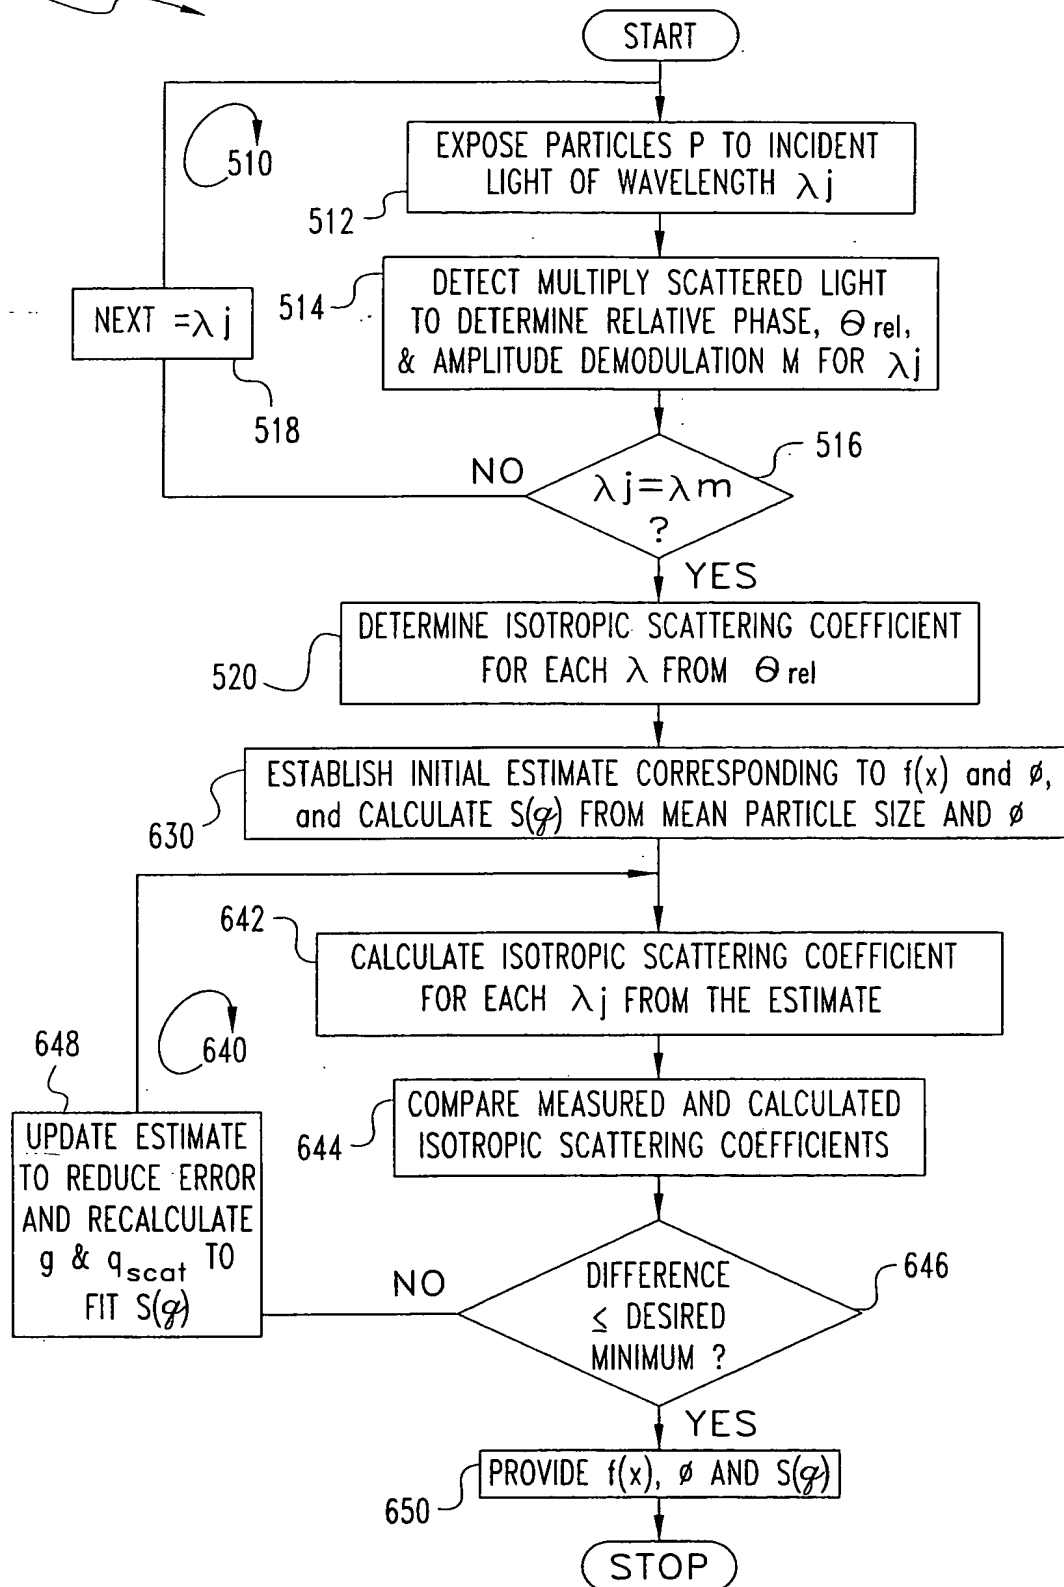 START
510
EXPOSE PARTICLES P TO INCIDENT
LIGHT OF WAVELENGTH λj
512
DETECT MULTIPLY SCATTERED LIGHT
TO DETERMINE RELATIVE PHASE, Θrel,
& AMPLITUDE DEMODULATION M FOR λj
514
NEXT =λj
518
516
NO
λj=λm
?
YES
DETERMINE ISOTROPIC SCATTERING COEFFICIENT
FOR EACH λ FROM Θrel
520
ESTABLISH INITIAL ESTIMATE CORRESPONDING TO f(x) and ø,
and CALCULATE S(q) FROM MEAN PARTICLE SIZE AND ø
630
642
CALCULATE ISOTROPIC SCATTERING COEFFICIENT
FOR EACH λj FROM THE ESTIMATE
640
648
COMPARE MEASURED AND CALCULATED
ISOTROPIC SCATTERING COEFFICIENTS
644
UPDATE ESTIMATE
TO REDUCE ERROR
AND RECALCULATE
g & qscat TO
FIT S(q)
NO
DIFFERENCE
≤ DESIRED
MINIMUM ?
646
YES
PROVIDE f(x), ø AND S(q)
650
STOP